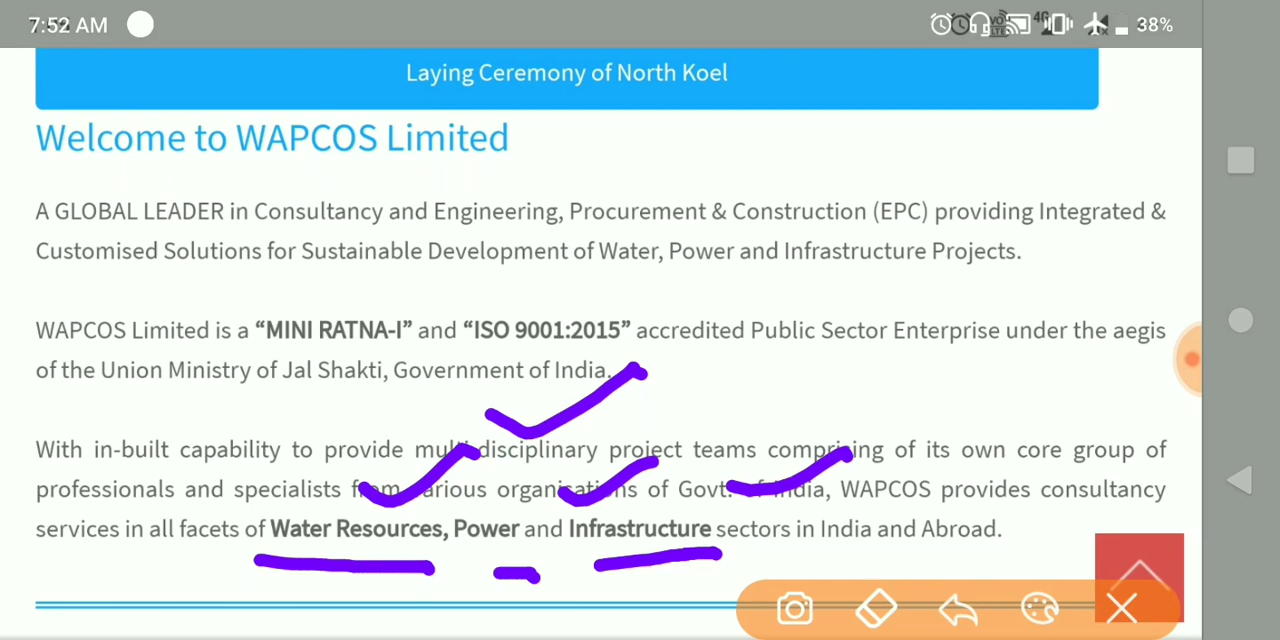 7:52 AM
4G
38%
Laying Ceremony of North Koel
Welcome to WAPCOS Limited
A GLOBAL LEADER in Consultancy and Engineering, Procurement & Construction (EPC) providing Integrated &
Customised Solutions for Sustainable Development of Water, Power and Infrastructure Projects.
WAPCOS Limited is a “MINI RATNA-I” and “ISO 9001:2015” accredited Public Sector Enterprise under the aegis
of the Union Ministry of Jal Shakti, Government of India.
With in-built capability to provide multi-disciplinary project teams comprising of its own core group of
professionals and specialists from various organisations of Govt. of India, WAPCOS provides consultancy
services in all facets of Water Resources, Power and Infrastructure sectors in India and Abroad.